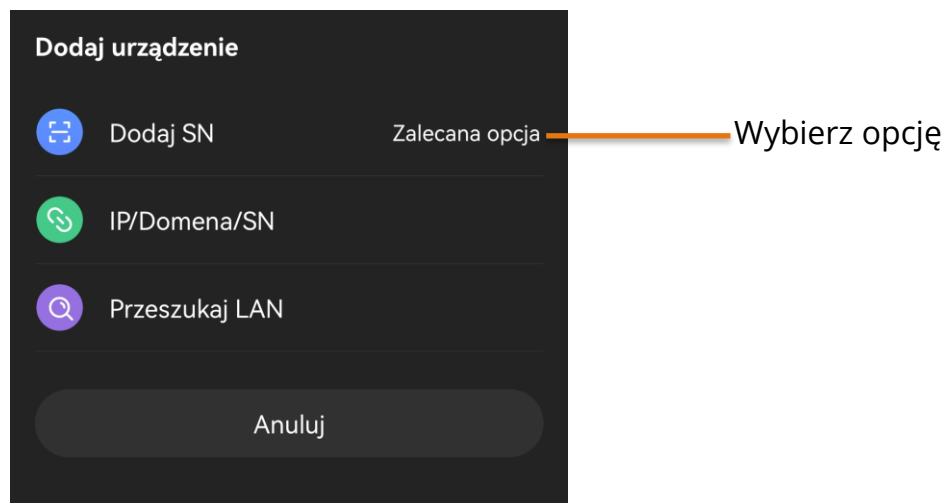 Dodaj urządzenie
Dodaj SN Zalecana opcja Wybierz opcję
IP/Domena/SN
Przeszukaj LAN
Anuluj